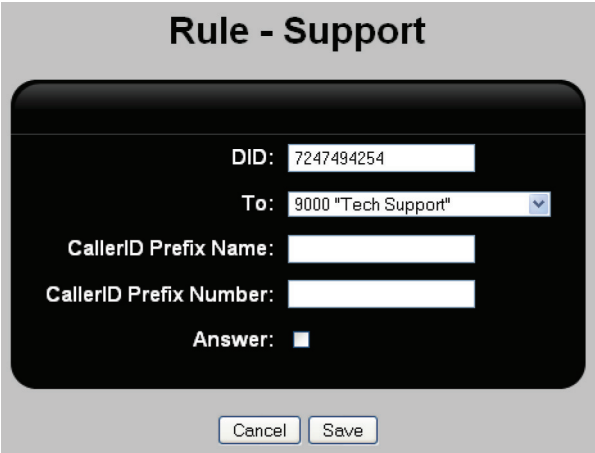 Rule - Support
DID: 7247494254
To: 9000 "Tech Support"
CallerID Prefix Name:
CallerID Prefix Number:
Answer:
Cancel Save